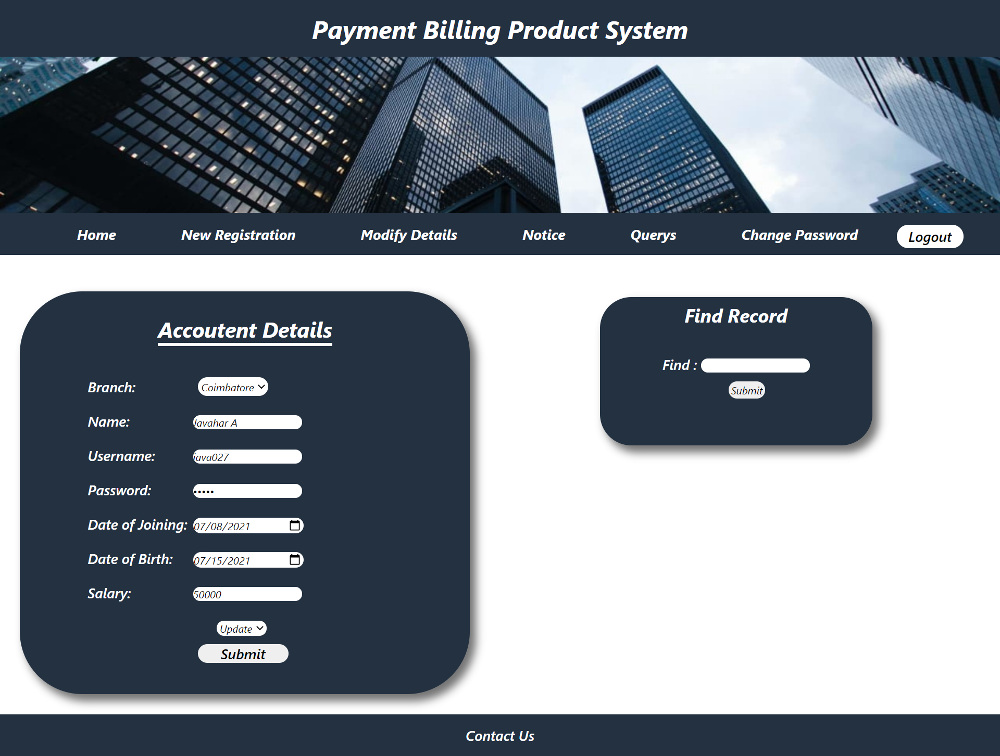 Payment Billing Product System
Home New Registration Modify Details Notice Querys Change Password Logout
Accoutent Details
Branch: Coimbatore
Name: Javahar A
Username: java027
Password: •••••
Date of Joining: 07/08/2021
Date of Birth: 07/15/2021
Salary: 50000
Update
Submit
Find Record
Find :
Submit
Contact Us